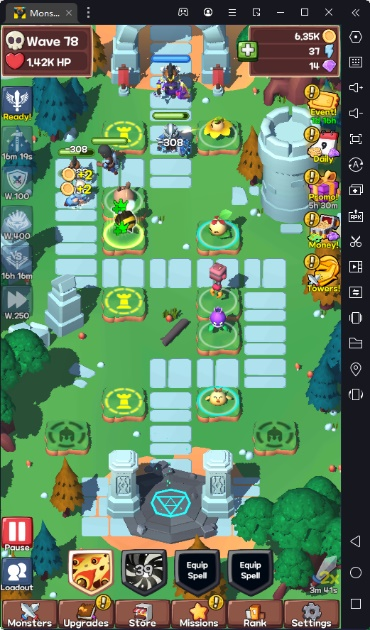 Mons...
Wave 78
1,42K HP
6,35K
37
14
Ready!
16m 19s
W.100
W.400
16h 16m
W.250
-308
-308
+2
+2
Event!
Daily
Promo!
5h 30m
Money!
Towers!
Pause
Loadout
39
Equip
Spell
Equip
Spell
2x
3m 41s
Monsters
Upgrades
Store
Missions
Rank
Settings